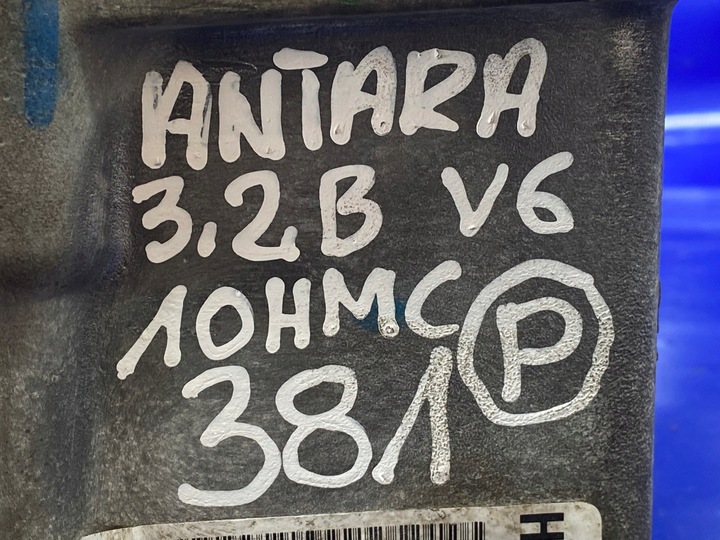 ANTARA
3.2B V6
10HMC P
381
H